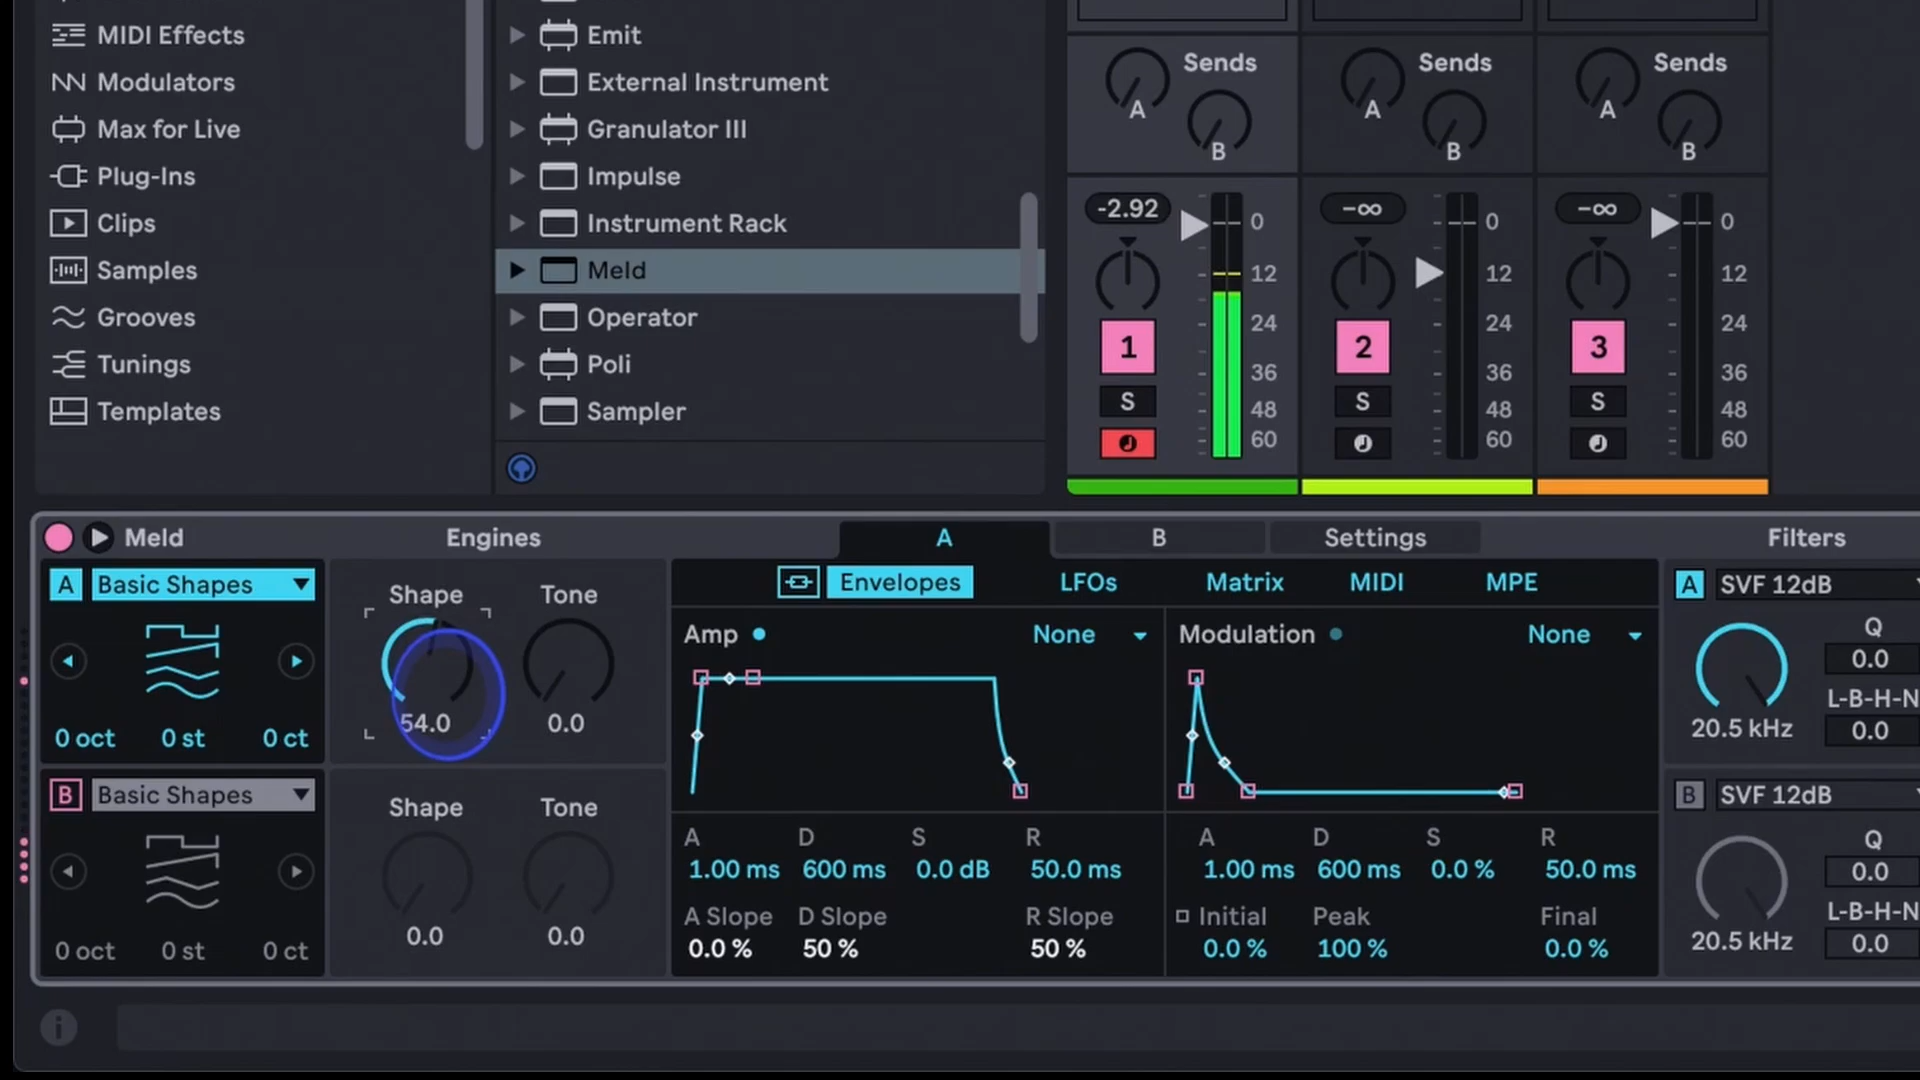 MIDI Effects
Modulators
Max for Live
Plug-Ins
Clips
Samples
Grooves
Tunings
Templates
Emit
External Instrument
Granulator III
Impulse
Instrument Rack
Meld
Operator
Poli
Sampler
Sends
A
B
Sends
A
B
Sends
A
B
-2.92
0
12
24
36
48
60
1
S
-∞
0
12
24
36
48
60
2
S
-∞
0
12
24
36
48
60
3
S
Meld
Engines
A
B
Settings
Filters
A Basic Shapes
0 oct 0 st 0 ct
Shape Tone
54.0 0.0
B Basic Shapes
0 oct 0 st 0 ct
Shape Tone
0.0 0.0
Envelopes LFOs Matrix MIDI MPE
Amp None
A D S R
1.00 ms 600 ms 0.0 dB 50.0 ms
A Slope D Slope R Slope
0.0 % 50 % 50 %
Modulation None
A D S R
1.00 ms 600 ms 0.0 % 50.0 ms
Initial Peak Final
0.0 % 100 % 0.0 %
A SVF 12dB
Q
0.0
L-B-H-N
20.5 kHz 0.0
B SVF 12dB
Q
0.0
L-B-H-N
20.5 kHz 0.0